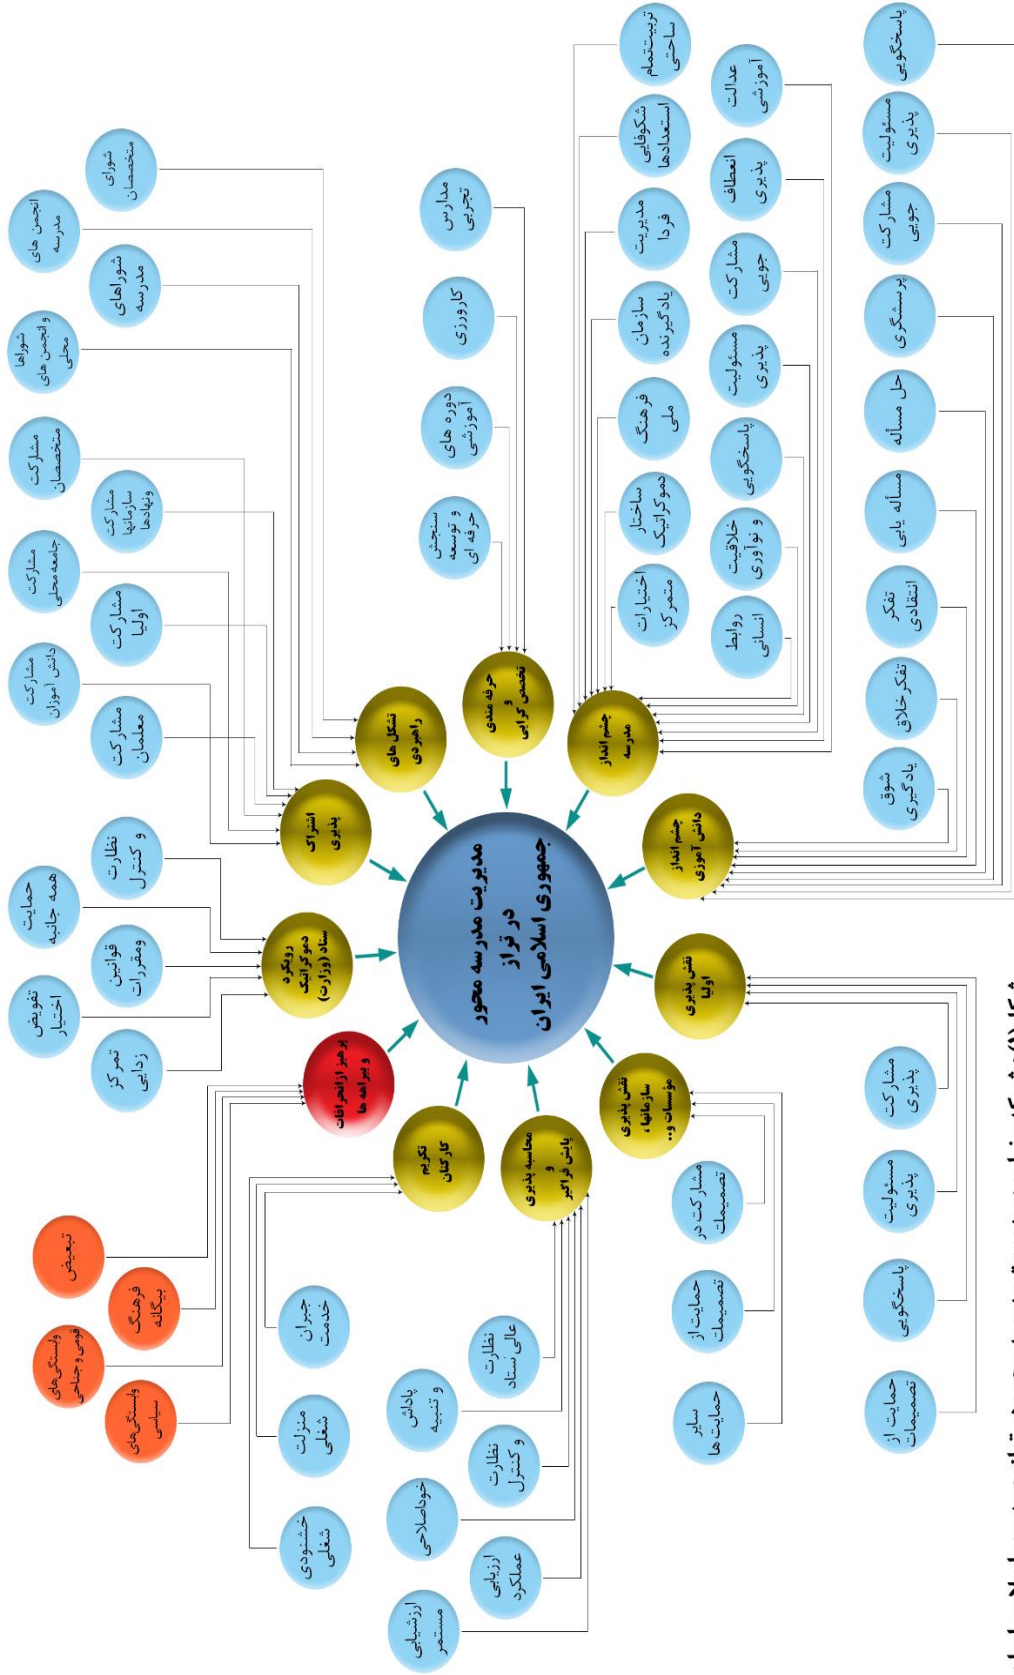 انجمن های
مدرسه
شوراها
و انجمن های
محلی
شورای
متخصصان
شوراهای
مدرسه
تشکل های
راهبردی
مشارکت
متخصصان
مشارکت
جامعه محلی
مشارکت
دانش آموزان
مشارکت
سازمانها
ونهادها
مشارکت
اولیا
مشارکت
معلمان
اشتراک
پذیری
حمایت
همه جانبه
تفویض
اختیار
نظارت
و کنترل
قوانین
ومقررات
تمرکز
زدایی
رویکرد
دموکراتیک
ستاد (وزارت)
تبعیض
وابستگی‌های
قومی و جناحی
فرهنگ
بیگانه
وابستگی‌های
سیاسی
پرهیز ازانحرافات
و بیراهه ها
جبران
خدمت
منزلت
شغلی
خشنودی
شغلی
تکریم
کارکنان
مدارس
تجربی
کارورزی
دوره های
آموزشی
سنجش
و توسعه
حرفه ای
حرفه مندی
و
تخصص گرایی
مدیریت مدرسه محور
در تراز
جمهوری اسلامی ایران
پاداش
و تنبیه
خوداصلاحی
ارزشیابی
مستمر
نظارت
عالی ستاد
نظارت
و کنترل
ارزیابی
عملکرد
پایش فراگیر
و
محاسبه پذیری
تربیت‌تمام
ساحتی
شکوفایی
استعدادها
مدیریت
فردا
سازمان
یادگیرنده
فرهنگ
ملی
ساختار
دموکراتیک
اختیارات
متمرکز
عدالت
آموزشی
انعطاف
پذیری
مشارکت
جویی
مسئولیت
پذیری
پاسخگویی
خلاقیت
و نوآوری
روابط
انسانی
چشم انداز
مدرسه
نقش پذیری
سازمانها،
مؤسسات و..
مشارکت در
تصمیمات
حمایت از
تصمیمات
سایر
حمایت ها
چشم انداز
دانش آموزی
نقش پذیری
اولیا
پاسخگویی
مسئولیت
پذیری
مشارکت
جویی
پرسشگری
حل مسأله
مسأله یابی
تفکر
انتقادی
تفکر خلاق
شوق
یادگیری
مشارکت
پذیری
مسئولیت
پذیری
پاسخگویی
حمایت از
تصمیمات